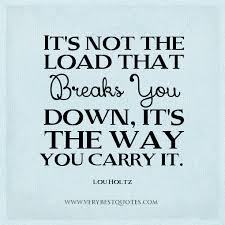 IT'S NOT THE
LOAD THAT
Breaks You
DOWN, IT'S
THE WAY
YOU CARRY IT.
LOU HOLTZ
WWW.VERYBESTQUOTES.COM